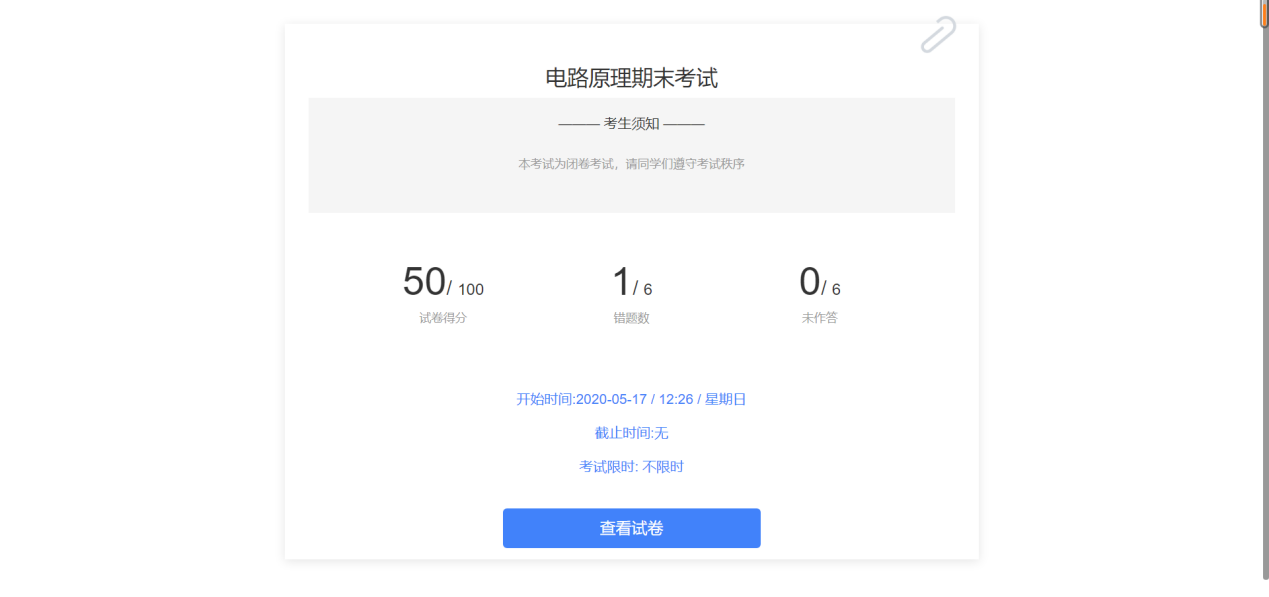 电路原理期末考试
——— 考生须知 ———
本考试为闭卷考试，请同学们遵守考试秩序
50/ 100
试卷得分
1/ 6
错题数
0/ 6
未作答
开始时间:2020-05-17 / 12:26 / 星期日
截止时间:无
考试限时: 不限时
查看试卷